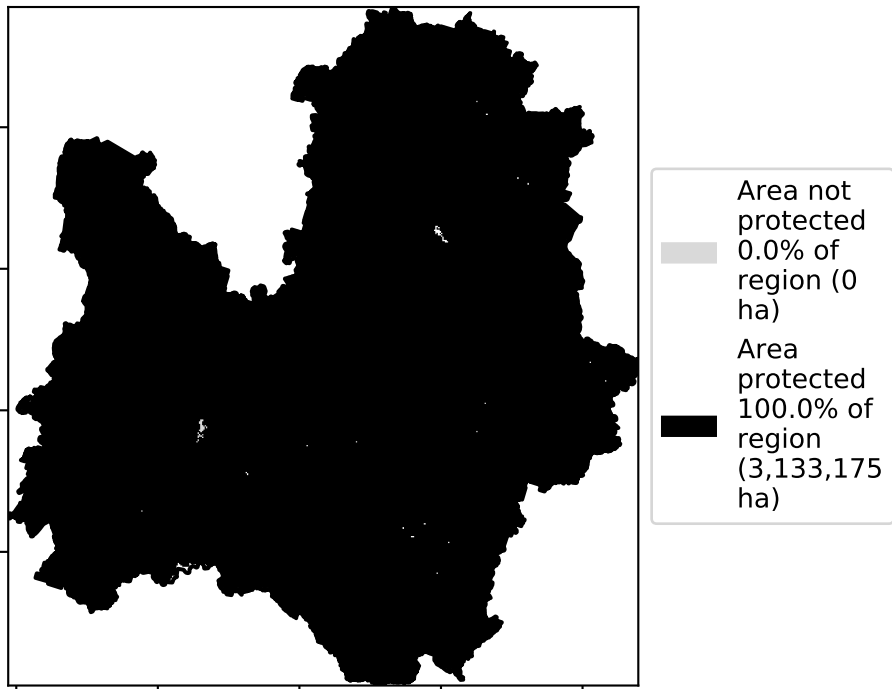 Area not
protected
0.0% of
region (0
ha)
Area
protected
100.0% of
region
(3,133,175
ha)